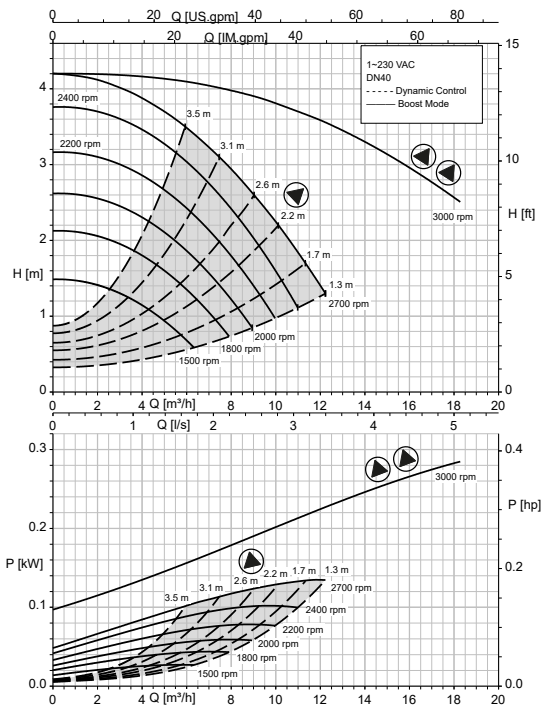 0 20 40 60 80
Q [US.gpm]
0 20 40 60
Q [IM.gpm]
1~230 VAC
DN40
Dynamic Control
Boost Mode
15
4
2400 rpm
3.5 m
2200 rpm
3.1 m
3
10
2.6 m
3000 rpm
H [ft]
2.2 m
2
1.7 m
H [m]
5
1.3 m
2700 rpm
1
2000 rpm
1800 rpm
1500 rpm
0
0
0 2 4 6 8 10 12 14 16 18 20
Q [m³/h]
0 1 2 3 4 5
Q [l/s]
0.3
0.4
3000 rpm
P [hp]
0.2
P [kW]
2.6 m 2.2 m 1.7 m 1.3 m
0.2
3.1 m
3.5 m
2700 rpm
0.1
2400 rpm
2200 rpm
2000 rpm
1800 rpm
1500 rpm
0.0
0.0
0 2 4 6 8 10 12 14 16 18 20
Q [m³/h]